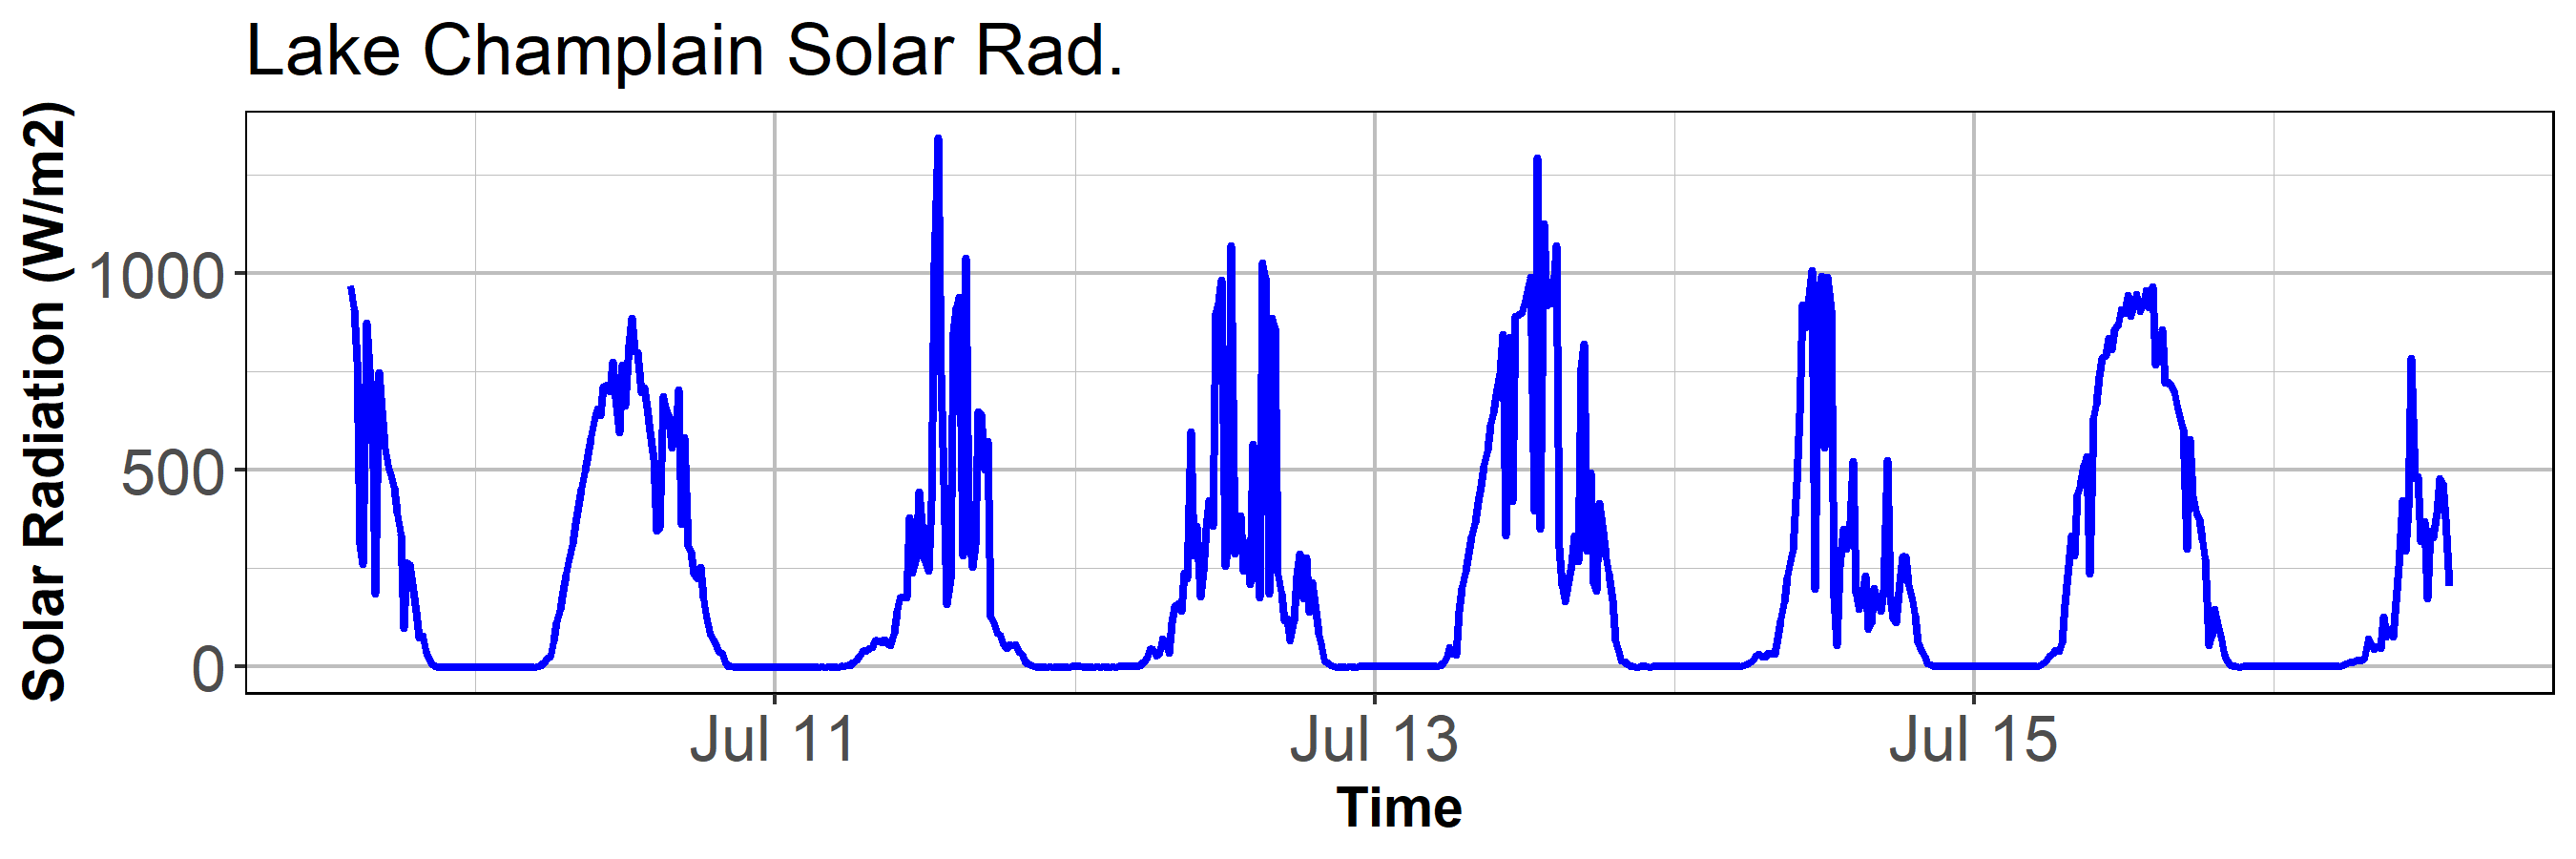 Lake Champlain Solar Rad.
Solar Radiation (W/m2)
1000
500
0
Jul 11
Jul 13
Jul 15
Time